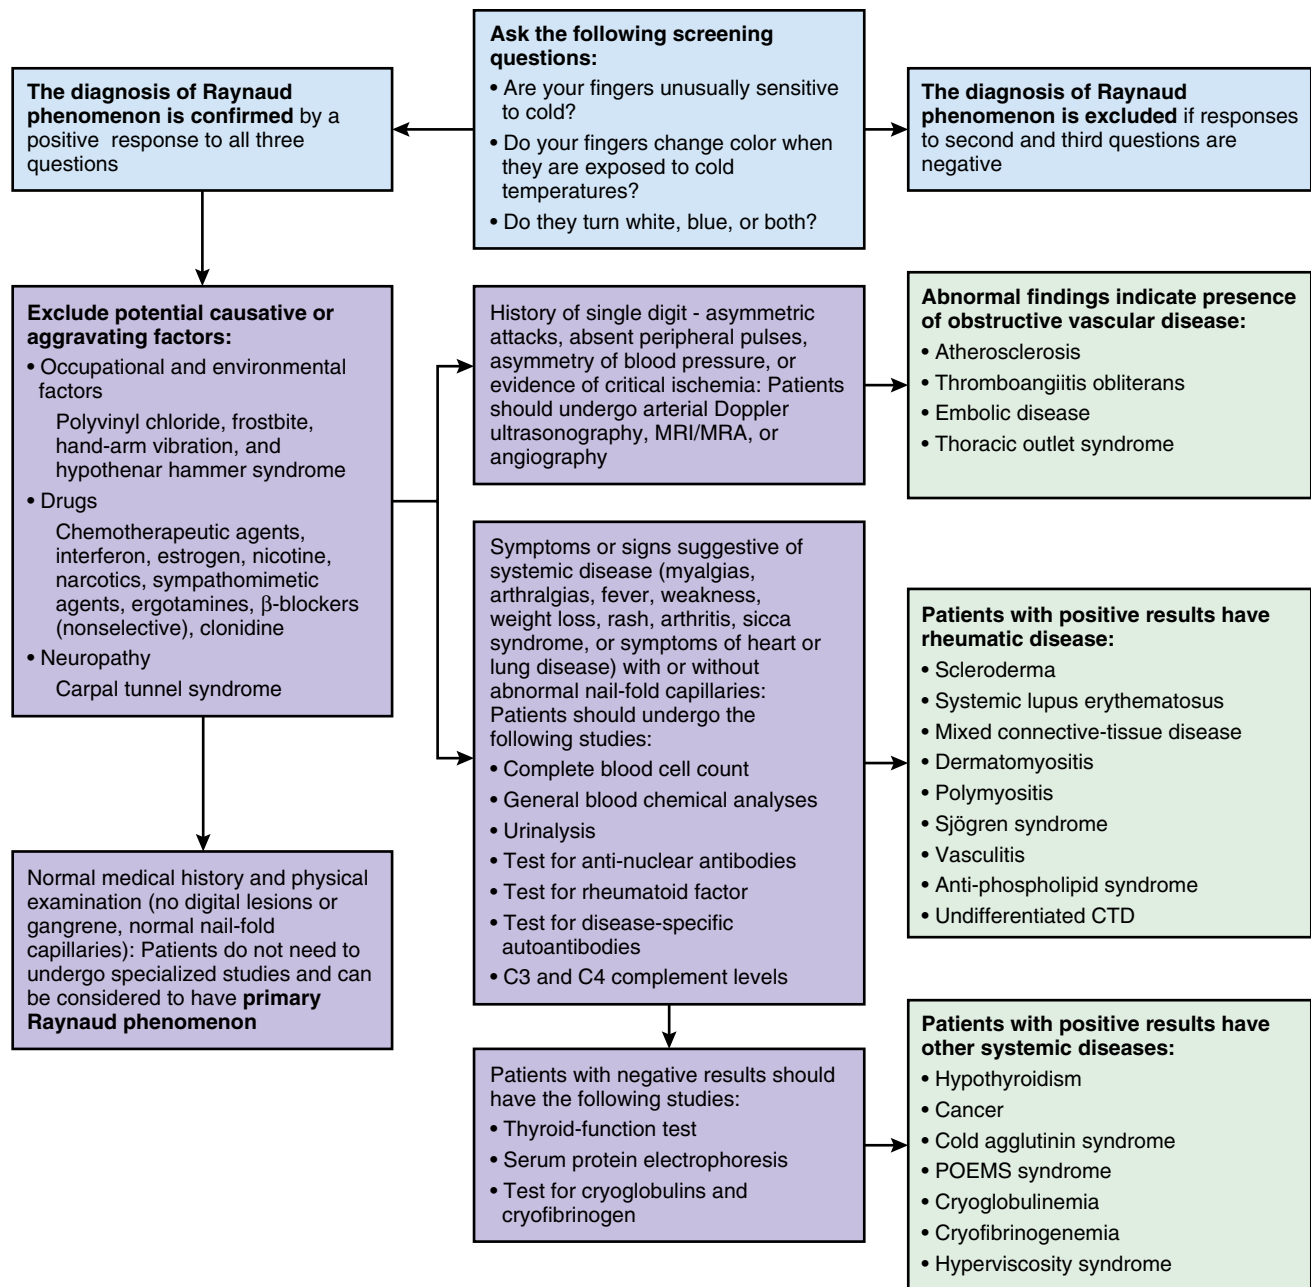 Ask the following screening
questions:
• Are your fingers unusually sensitive
to cold?
• Do your fingers change color when
they are exposed to cold
temperatures?
• Do they turn white, blue, or both?
The diagnosis of Raynaud
phenomenon is confirmed by a
positive response to all three
questions
The diagnosis of Raynaud
phenomenon is excluded if responses
to second and third questions are
negative
Exclude potential causative or
aggravating factors:
• Occupational and environmental
factors
Polyvinyl chloride, frostbite,
hand-arm vibration, and
hypothenar hammer syndrome
• Drugs
Chemotherapeutic agents,
interferon, estrogen, nicotine,
narcotics, sympathomimetic
agents, ergotamines, β-blockers
(nonselective), clonidine
• Neuropathy
Carpal tunnel syndrome
History of single digit - asymmetric
attacks, absent peripheral pulses,
asymmetry of blood pressure, or
evidence of critical ischemia: Patients
should undergo arterial Doppler
ultrasonography, MRI/MRA, or
angiography
Abnormal findings indicate presence
of obstructive vascular disease:
• Atherosclerosis
• Thromboangiitis obliterans
• Embolic disease
• Thoracic outlet syndrome
Symptoms or signs suggestive of
systemic disease (myalgias,
arthralgias, fever, weakness,
weight loss, rash, arthritis, sicca
syndrome, or symptoms of heart or
lung disease) with or without
abnormal nail-fold capillaries:
Patients should undergo the
following studies:
• Complete blood cell count
• General blood chemical analyses
• Urinalysis
• Test for anti-nuclear antibodies
• Test for rheumatoid factor
• Test for disease-specific
autoantibodies
• C3 and C4 complement levels
Patients with positive results have
rheumatic disease:
• Scleroderma
• Systemic lupus erythematosus
• Mixed connective-tissue disease
• Dermatomyositis
• Polymyositis
• Sjögren syndrome
• Vasculitis
• Anti-phospholipid syndrome
• Undifferentiated CTD
Normal medical history and physical
examination (no digital lesions or
gangrene, normal nail-fold
capillaries): Patients do not need to
undergo specialized studies and can
be considered to have primary
Raynaud phenomenon
Patients with negative results should
have the following studies:
• Thyroid-function test
• Serum protein electrophoresis
• Test for cryoglobulins and
cryofibrinogen
Patients with positive results have
other systemic diseases:
• Hypothyroidism
• Cancer
• Cold agglutinin syndrome
• POEMS syndrome
• Cryoglobulinemia
• Cryofibrinogenemia
• Hyperviscosity syndrome